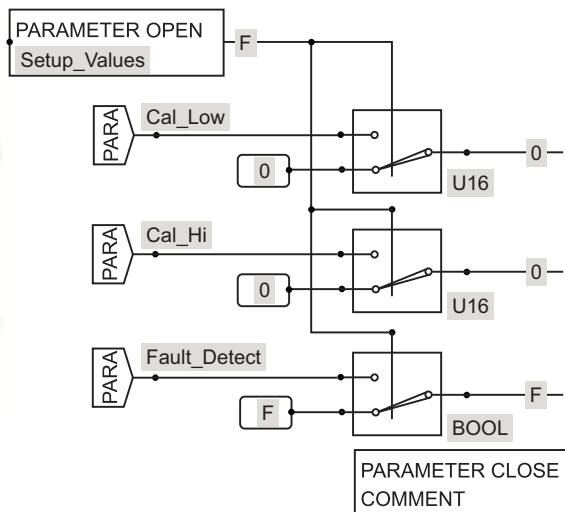 PARAMETER OPEN
Setup_Values
F
PARA
Cal_Low
0
0
U16
PARA
Cal_Hi
0
0
U16
PARA
Fault_Detect
F
F
BOOL
PARAMETER CLOSE
COMMENT